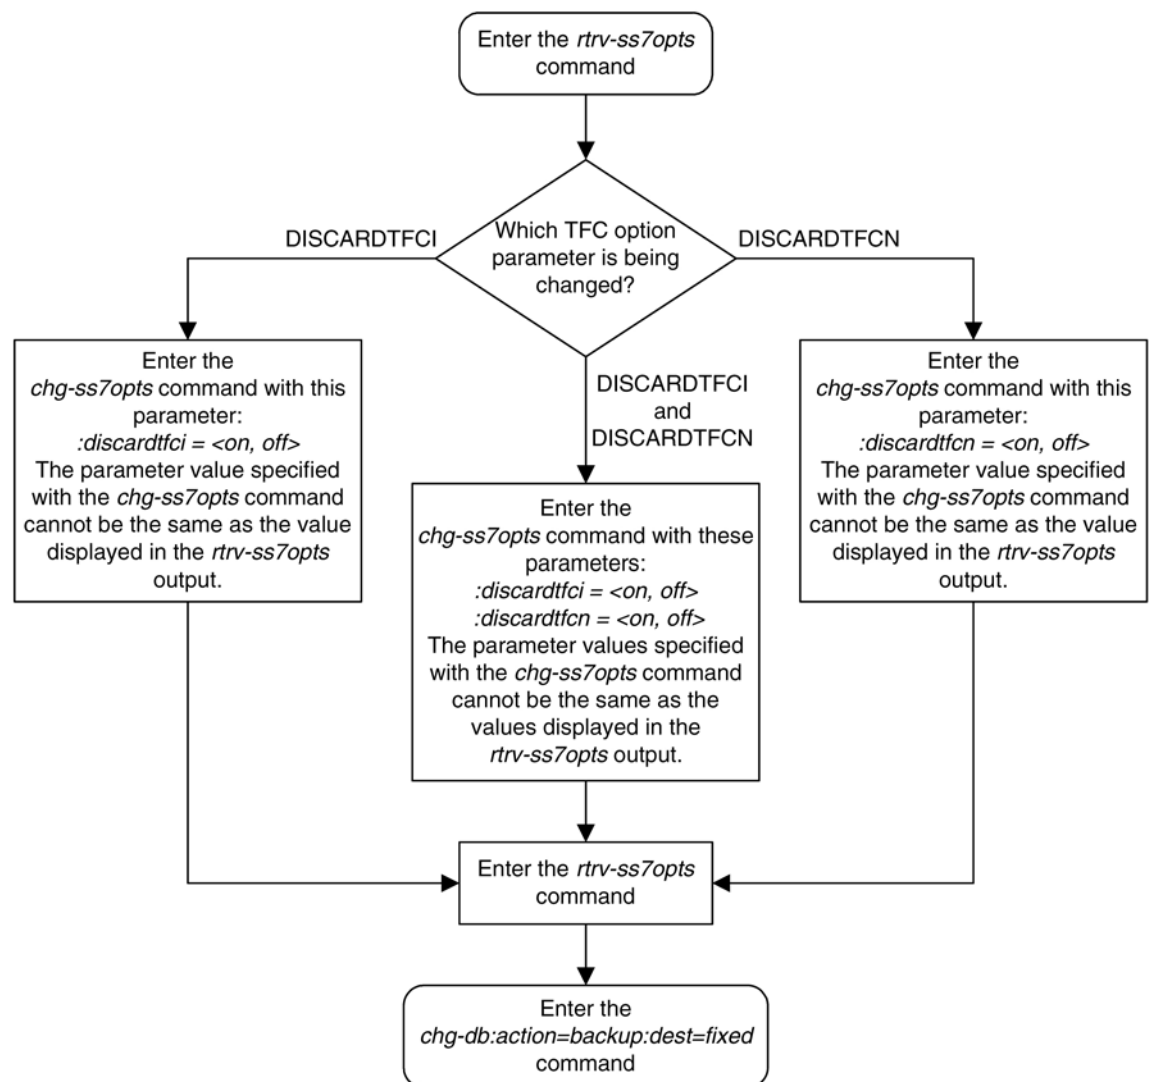 Enter the rtrv-ss7opts
command
Which TFC option
parameter is being
changed?
DISCARDTFCI
DISCARDTFCN
DISCARDTFCI
and
DISCARDTFCN
Enter the
chg-ss7opts command with this
parameter:
:discardtfci = <on, off>
The parameter value specified
with the chg-ss7opts command
cannot be the same as the value
displayed in the rtrv-ss7opts
output.
Enter the
chg-ss7opts command with these
parameters:
:discardtfci = <on, off>
:discardtfcn = <on, off>
The parameter values specified
with the chg-ss7opts command
cannot be the same as the
values displayed in the
rtrv-ss7opts output.
Enter the
chg-ss7opts command with this
parameter:
:discardtfcn = <on, off>
The parameter value specified
with the chg-ss7opts command
cannot be the same as the value
displayed in the rtrv-ss7opts
output.
Enter the rtrv-ss7opts
command
Enter the
chg-db:action=backup:dest=fixed
command